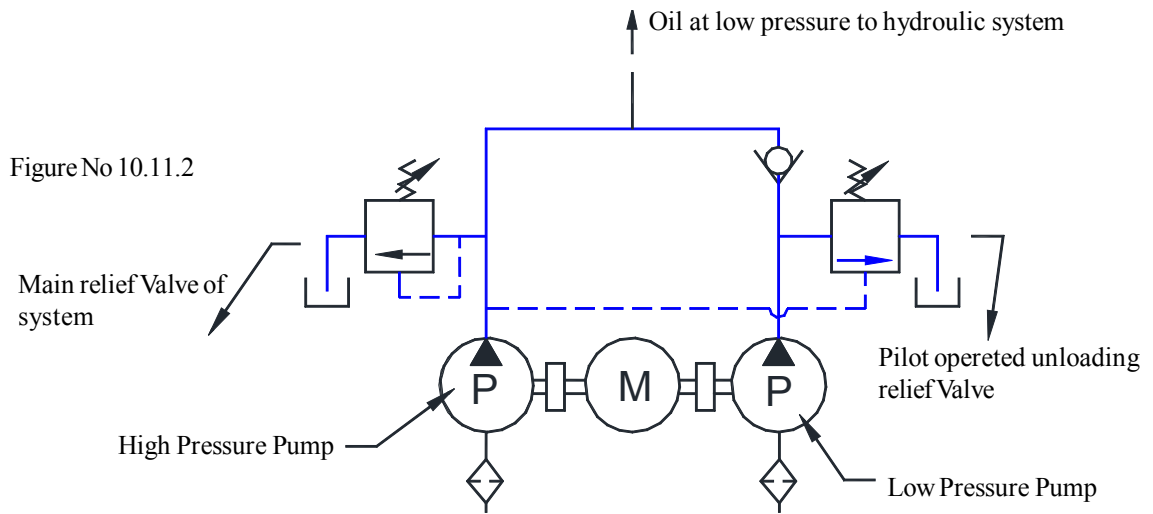 Oil at low pressure to hydroulic system
Figure No 10.11.2
Main relief Valve of
system
Pilot opereted unloading
relief Valve
P
M
P
High Pressure Pump
Low Pressure Pump